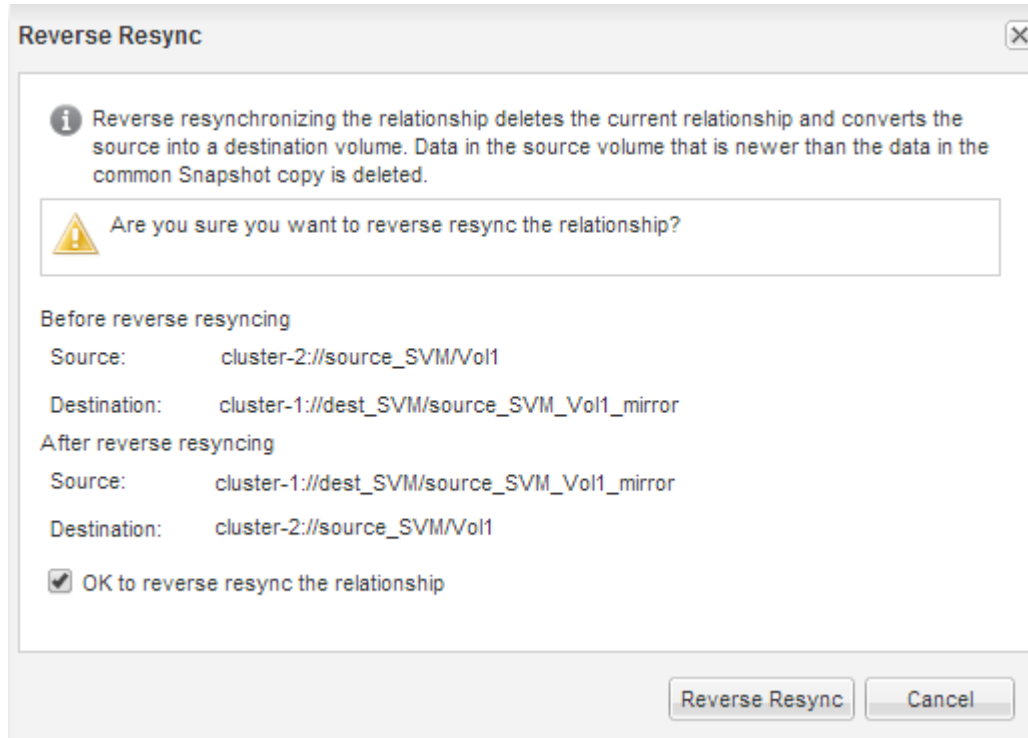 Reverse Resync
Reverse resynchronizing the relationship deletes the current relationship and converts the
source into a destination volume. Data in the source volume that is newer than the data in the
common Snapshot copy is deleted.
Are you sure you want to reverse resync the relationship?
Before reverse resyncing
Source: cluster-2://source_SVM/Vol1
Destination: cluster-1://dest_SVM/source_SVM_Vol1_mirror
After reverse resyncing
Source: cluster-1://dest_SVM/source_SVM_Vol1_mirror
Destination: cluster-2://source_SVM/Vol1
OK to reverse resync the relationship
Reverse Resync Cancel